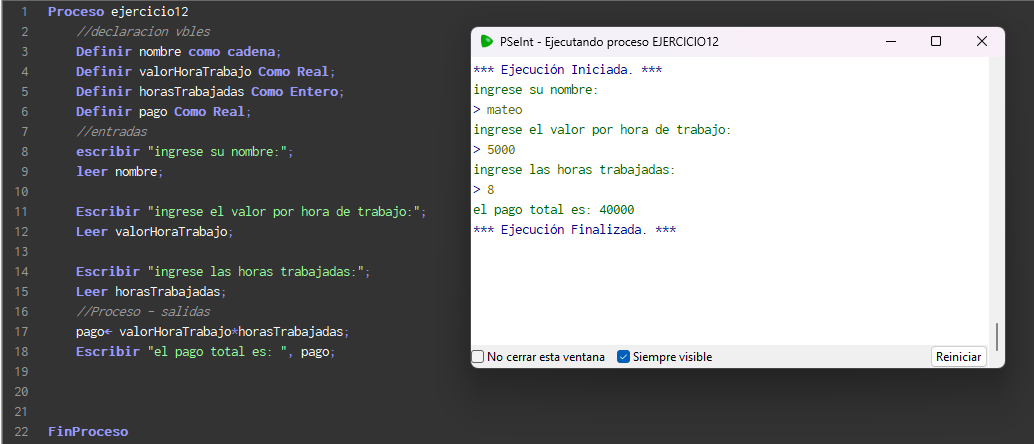 1 Proceso ejercicio12
2 //declaracion vbles
3 Definir nombre como cadena;
4 Definir valorHoraTrabajo Como Real;
5 Definir horasTrabajadas Como Entero;
6 Definir pago Como Real;
7 //entradas
8 escribir "ingrese su nombre:";
9 leer nombre;
10
11 Escribir "ingrese el valor por hora de trabajo:";
12 Leer valorHoraTrabajo;
13
14 Escribir "ingrese las horas trabajadas:";
15 Leer horasTrabajadas;
16 //Proceso - salidas
17 pago← valorHoraTrabajo*horasTrabajadas;
18 Escribir "el pago total es: ", pago;
19
20
21
22 FinProceso
PSeInt - Ejecutando proceso EJERCICIO12
*** Ejecución Iniciada. ***
ingrese su nombre:
> mateo
ingrese el valor por hora de trabajo:
> 5000
ingrese las horas trabajadas:
> 8
el pago total es: 40000
*** Ejecución Finalizada. ***
No cerrar esta ventana Siempre visible Reiniciar